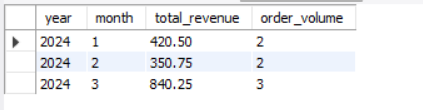 year month total_revenue order_volume
2024 1 420.50 2
2024 2 350.75 2
2024 3 840.25 3